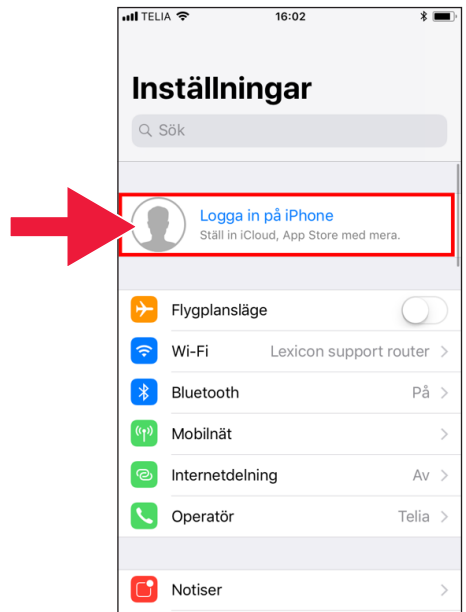 TELIA 16:02
Inställningar
Sök
Logga in på iPhone
Ställ in iCloud, App Store med mera.
Flygplansläge
Wi-Fi Lexicon support router
Bluetooth På
Mobilnät
Internetdelning Av
Operatör Telia
Notiser